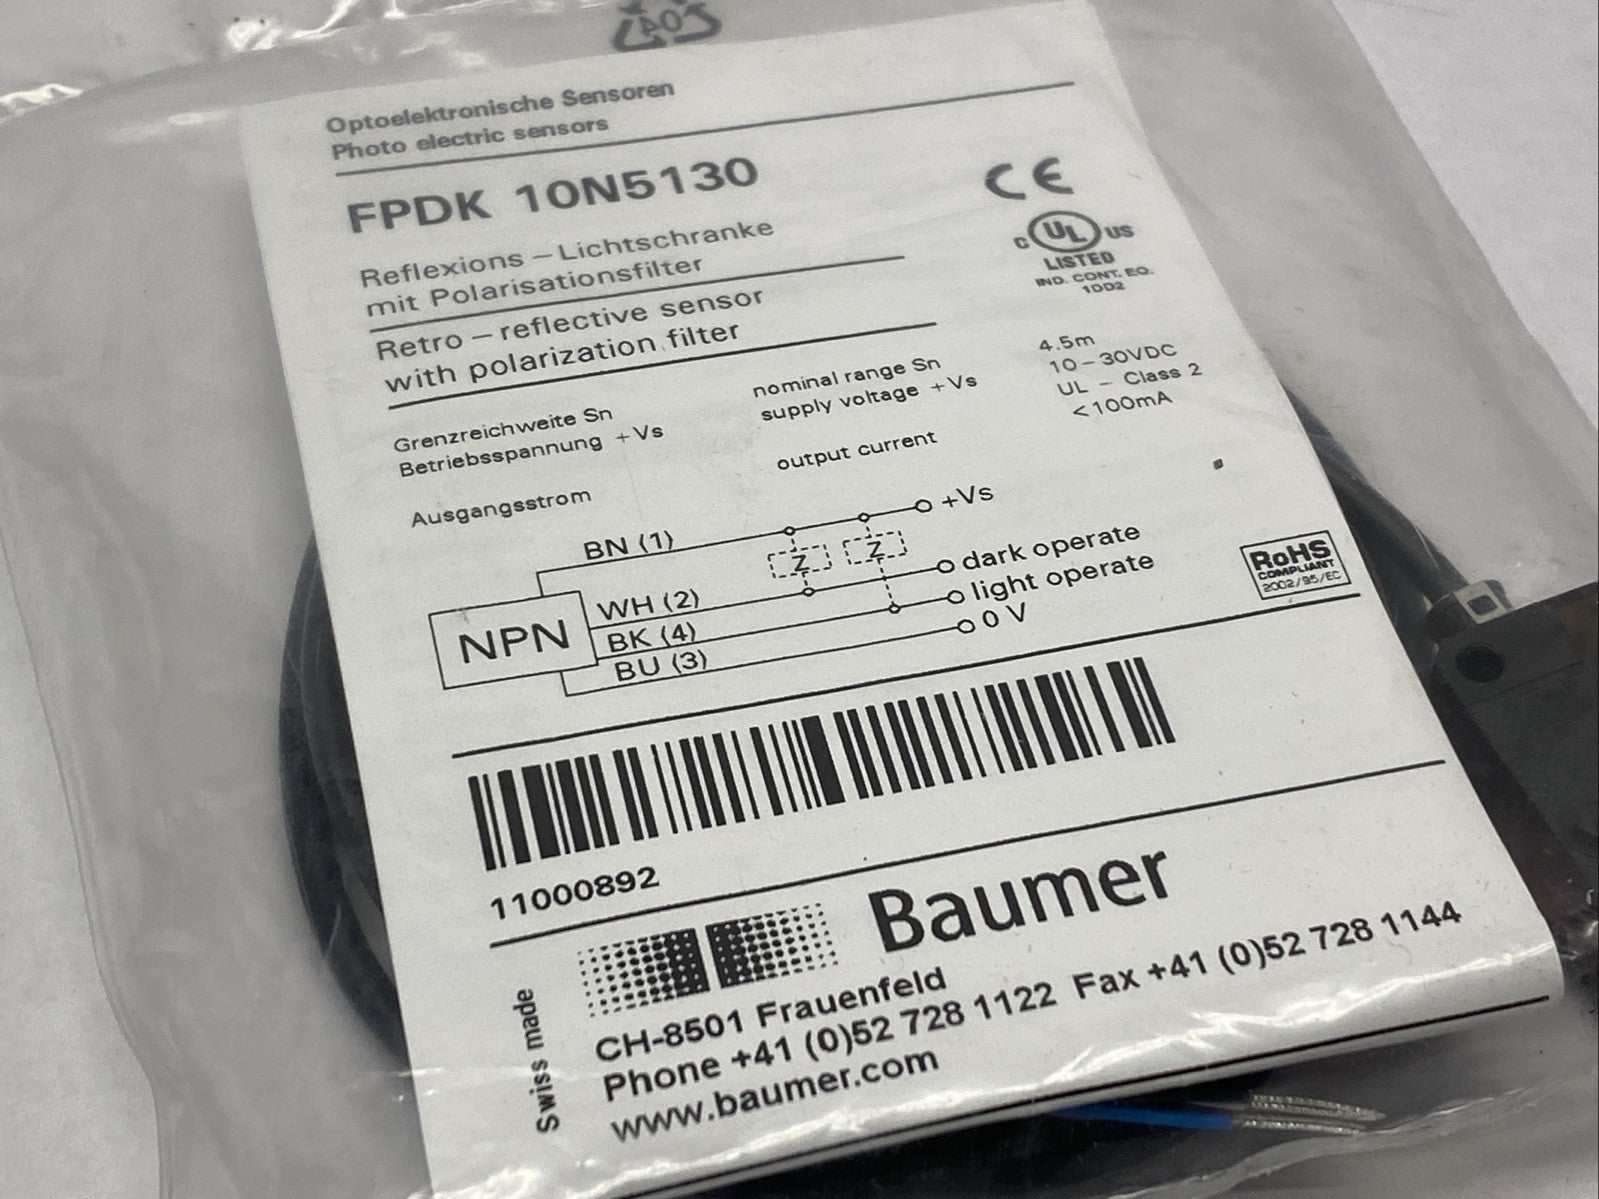 04
Optoelektronische Sensoren
Photo electric sensors
FPDK 10N5130
CE
Reflexions – Lichtschranke
mit Polarisationsfilter
C UL US
LISTED
IND. CONT. EQ.
1DD2
Retro – reflective sensor
with polarization filter
Grenzreichweite Sn nominal range Sn 4.5m
Betriebsspannung +Vs supply voltage +Vs 10–30VDC
UL – Class 2
Ausgangsstrom output current <100mA
BN (1) +Vs
Z Z
WH (2) dark operate
NPN
BK (4) light operate
BU (3) 0 V
RoHS
COMPLIANT
2002/95/EC
11000892
Swiss made
Baumer
CH-8501 Frauenfeld
Phone +41 (0)52 728 1122 Fax +41 (0)52 728 1144
www.baumer.com